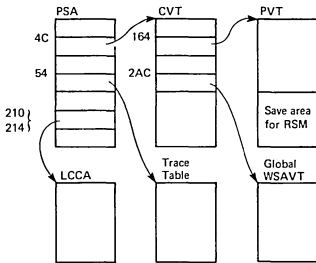 PSA CVT PVT
4C 164
54 2AC
210
214
Save area
for RSM
LCCA
Trace
Table
Global
WSAVT